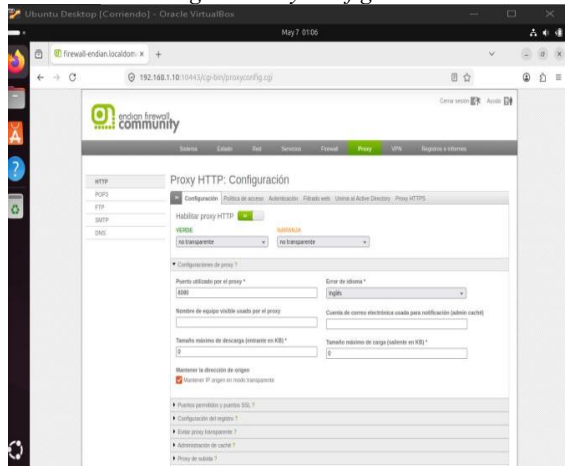 Ubuntu Desktop [Corriendo] - Oracle VirtualBox
May 7 01:06
firewall-endian.localdom
192.168.1.10:10443/cgi-bin/proxyconfig.cgi
Cerrar sesión Ayuda
endian firewall
community
Sistema Estado Red Servicios Firewall Proxy VPN Registros e informes
HTTP
POP3
FTP
SMTP
DNS
Proxy HTTP: Configuración
Configuración Política de acceso Autenticación Filtrado web Unirse al Active Directory Proxy HTTPS
Habilitar proxy HTTP
VERDE NARANJA
no transparente no transparente
Configuraciones de proxy ?
Puerto utilizado por el proxy * Error de idioma *
Inglés
Nombre de equipo visible usado por el proxy Cuenta de correo electrónico usada para notificación (admin caché)
Tamaño máximo de descarga (entrante en KB) * Tamaño máximo de carga (saliente en KB) *
0 0
Mantener la dirección de origen
Mantener IP origen en modo transparente
Puertos permitidos y puertos SSL ?
Configuración del registro ?
Evitar proxy transparente ?
Administración de caché ?
Proxy de subida ?